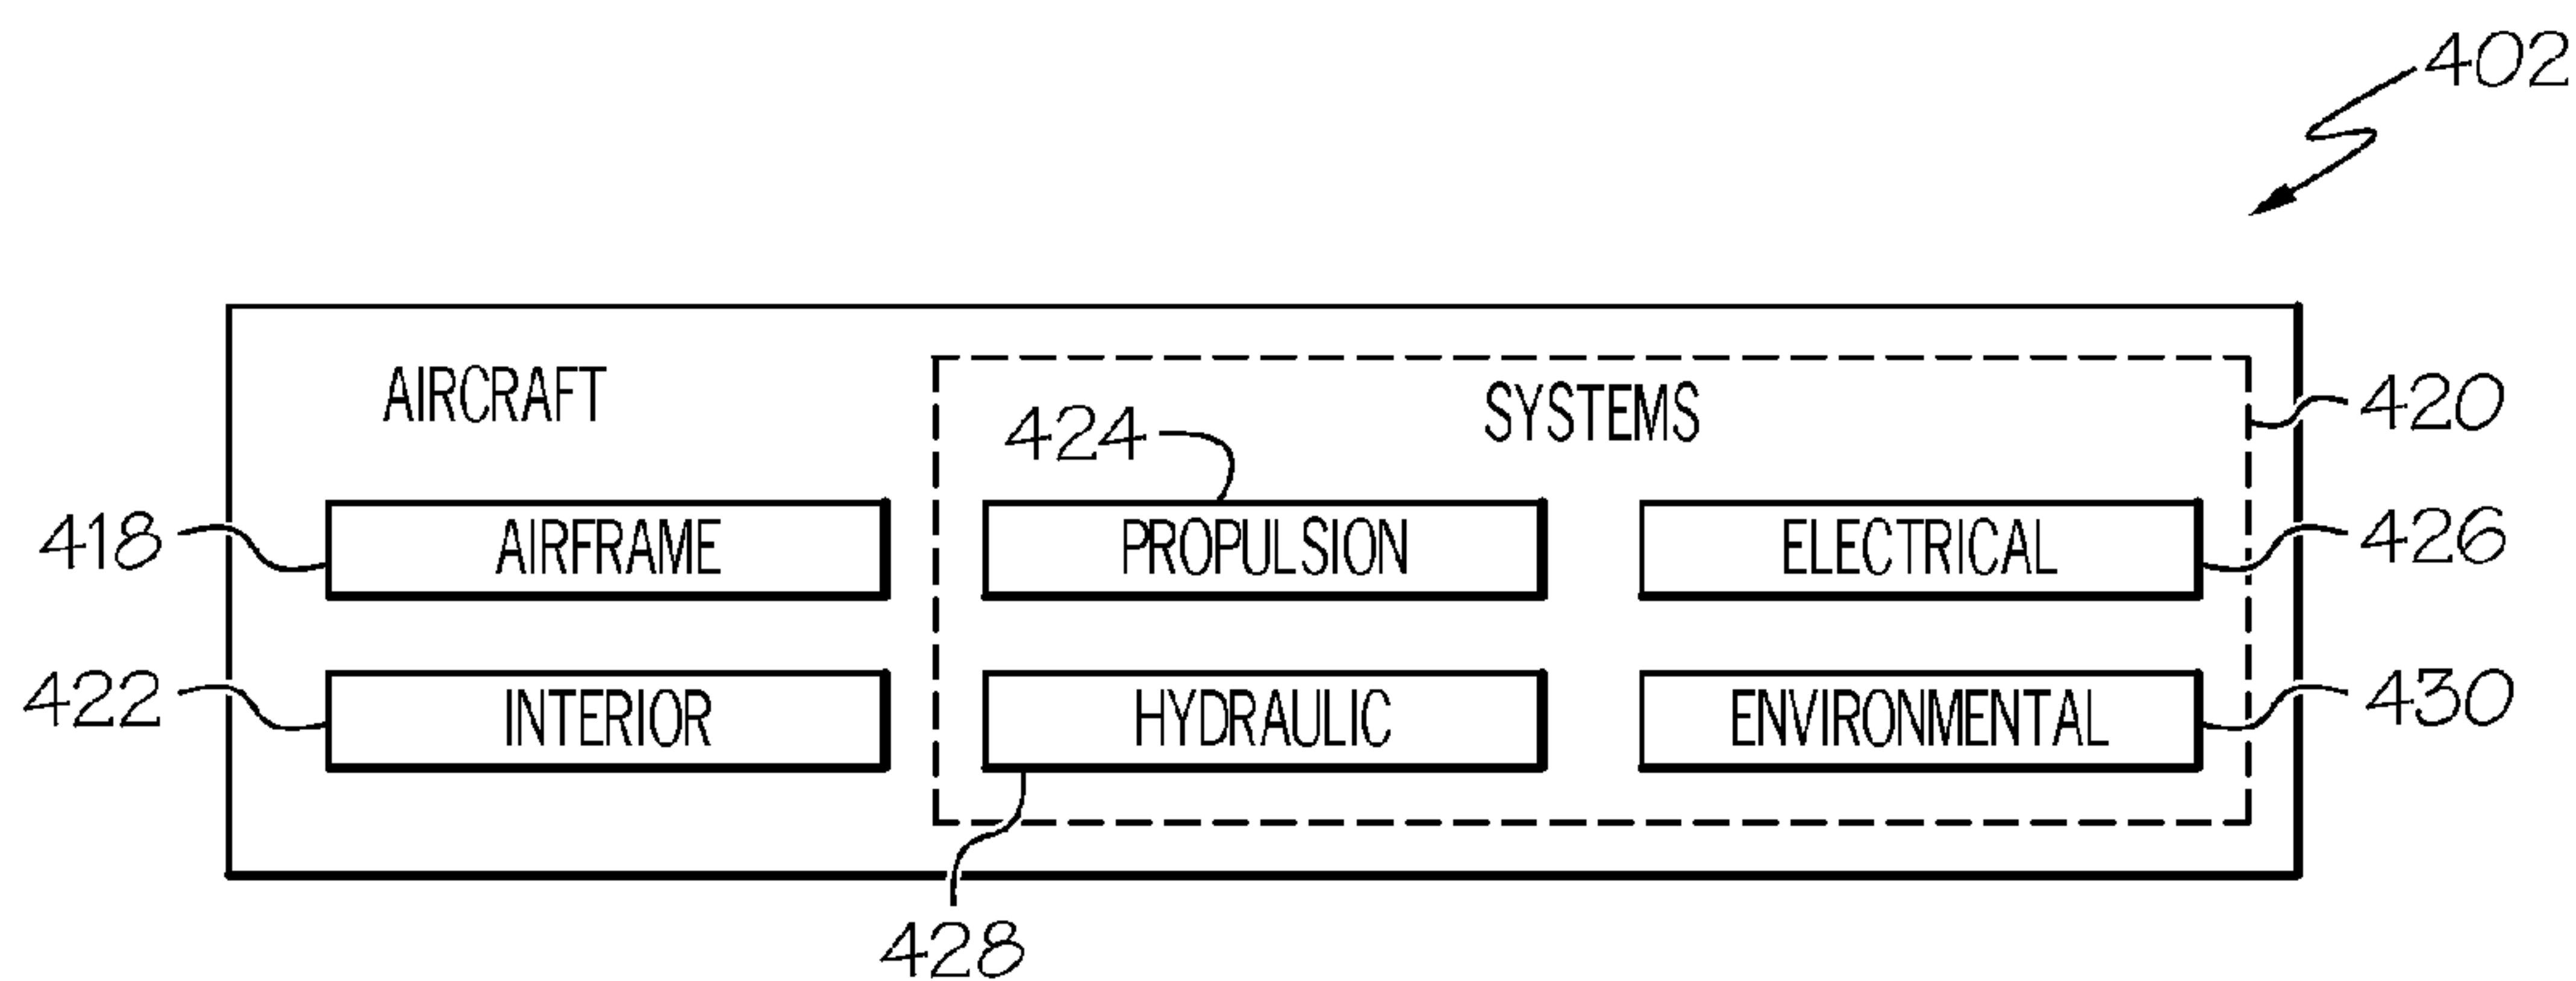 402
AIRCRAFT
SYSTEMS
420
424
418
AIRFRAME
PROPULSION
ELECTRICAL
426
422
INTERIOR
HYDRAULIC
ENVIRONMENTAL
430
428